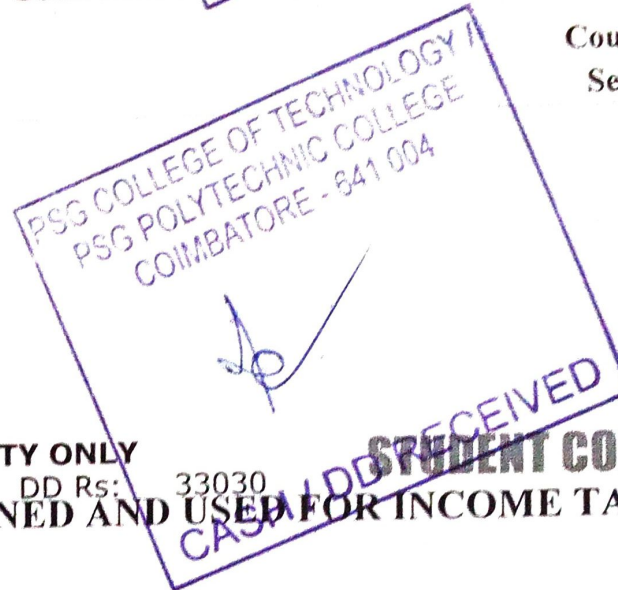 Cou
Se
PSG COLLEGE OF TECHNOLOGY /
PSG POLYTECHNIC COLLEGE
COIMBATORE - 641 004
CASH / DD RECEIVED
TY ONLY
STUDENT CO
DD Rs: 33030
NED AND USED FOR INCOME TA